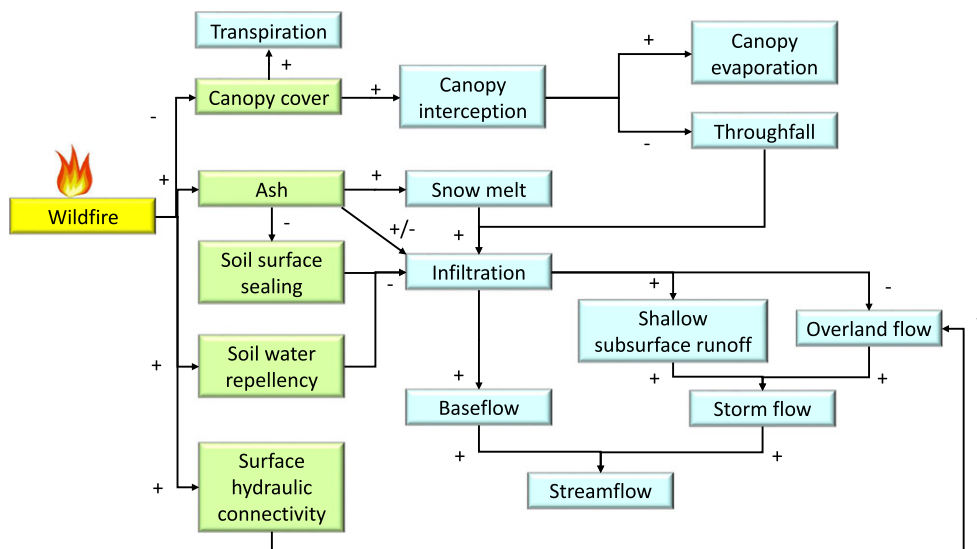 Transpiration
+
Canopy cover
+
Canopy
interception
+
Canopy
evaporation
-
Throughfall
-
+
Wildfire
Ash
+
Snow melt
-
+/-
+
Soil surface
sealing
-
Infiltration
+
-
Shallow
subsurface runoff
Overland flow
+
Soil water
repellency
+
Baseflow
+
+
Storm flow
+
Surface
hydraulic
connectivity
+
+
Streamflow